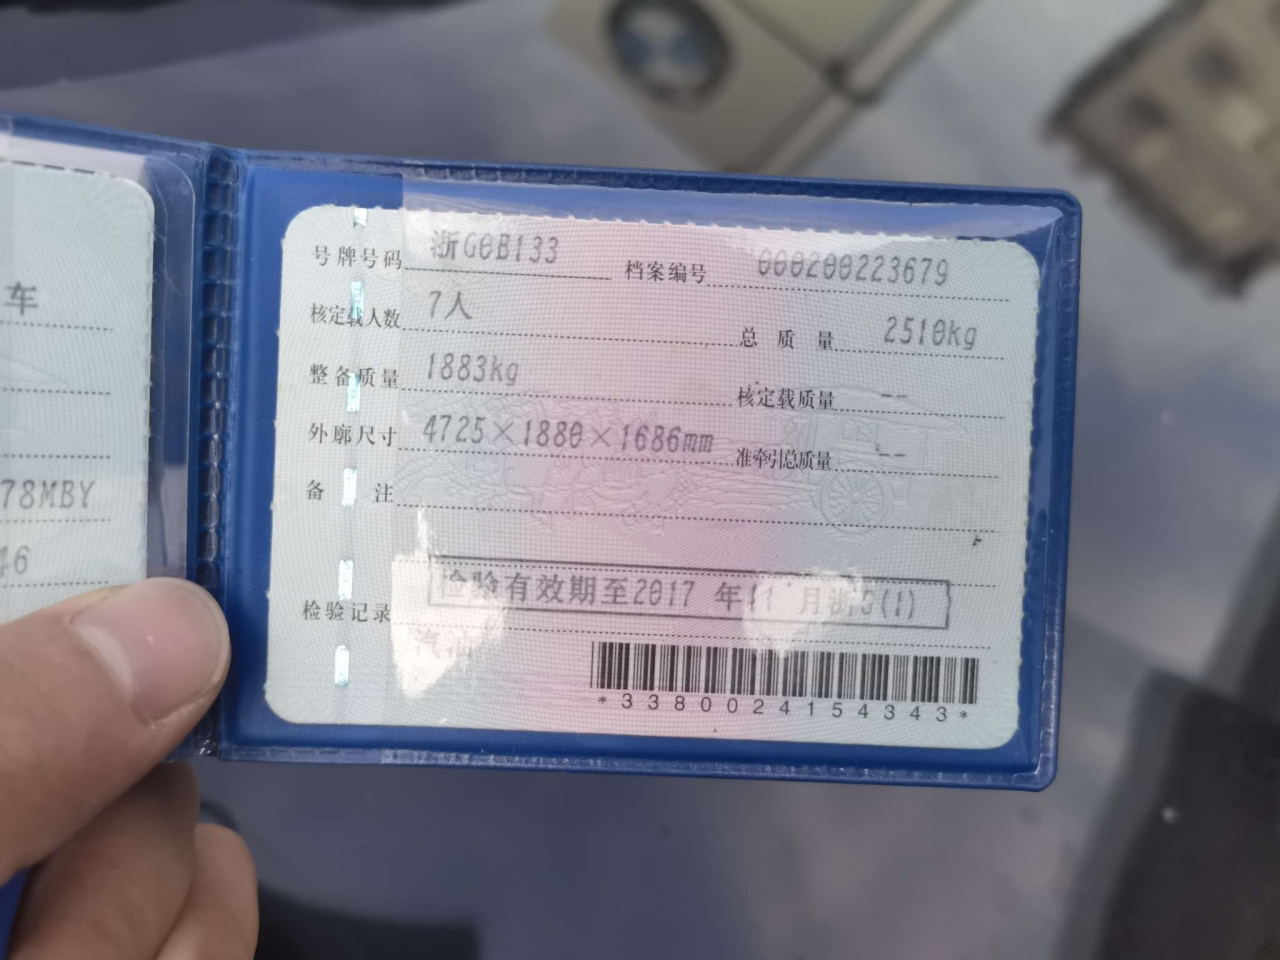 车
78MBY
46
号牌号码 浙G0B133 档案编号 000200223679
核定载人数 7人 总质量 2510kg
整备质量 1883kg 核定载质量 --
外廓尺寸 4725×1880×1686mm 准牵引总质量 --
备注
检验记录 检验有效期至2017 年11 月浙G(1)
汽油
*3380024154343*